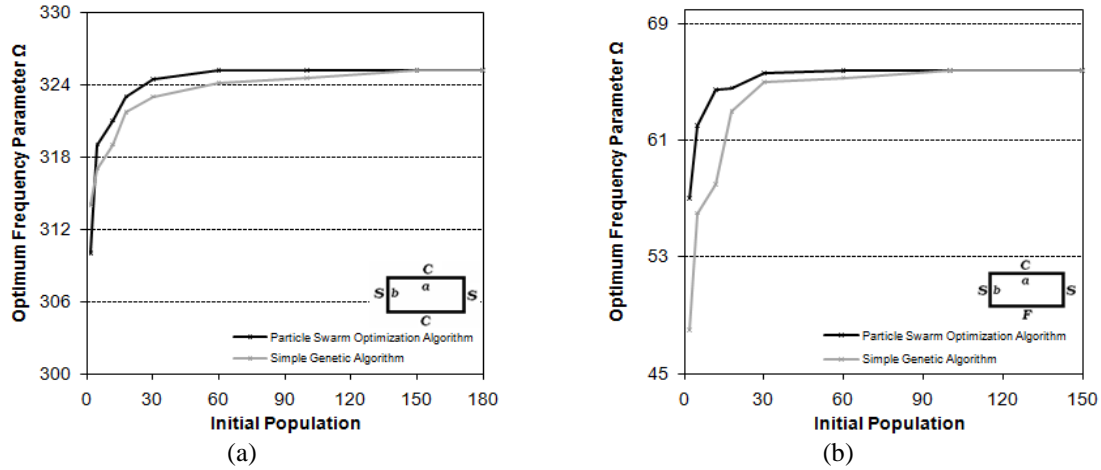 Optimum Frequency Parameter Ω
330
324
318
312
306
300
C
S
b
a
S
C
Particle Swarm Optimization Algorithm
Simple Genetic Algorithm
0 30 60 90 120 150 180
Initial Population
(a)
Optimum Frequency Parameter Ω
69
61
53
45
C
S
b
a
S
F
Particle Swarm Optimization Algorithm
Simple Genetic Algorithm
0 30 60 90 120 150
Initial Population
(b)